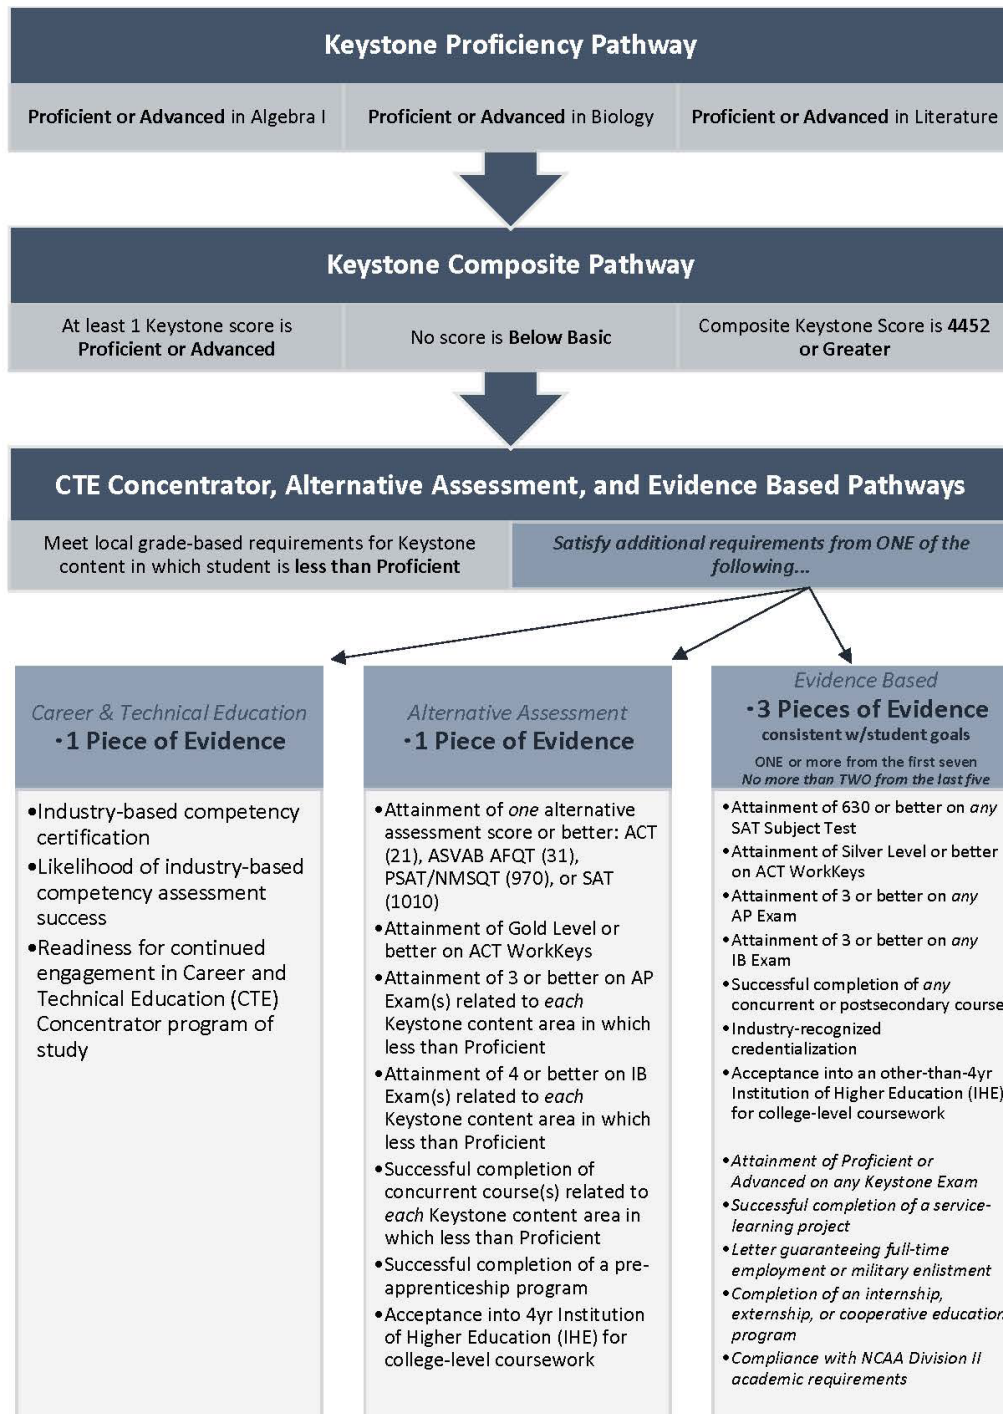 Keystone Proficiency Pathway
Proficient or Advanced in Algebra I
Proficient or Advanced in Biology
Proficient or Advanced in Literature
Keystone Composite Pathway
At least 1 Keystone score is
Proficient or Advanced
No score is Below Basic
Composite Keystone Score is 4452
or Greater
CTE Concentrator, Alternative Assessment, and Evidence Based Pathways
Meet local grade-based requirements for Keystone
content in which student is less than Proficient
Satisfy additional requirements from ONE of the
following...
Career & Technical Education
•1 Piece of Evidence
•Industry-based competency
certification
•Likelihood of industry-based
competency assessment
success
•Readiness for continued
engagement in Career and
Technical Education (CTE)
Concentrator program of
study
Alternative Assessment
•1 Piece of Evidence
•Attainment of one alternative
assessment score or better: ACT
(21), ASVAB AFQT (31),
PSAT/NMSQT (970), or SAT
(1010)
•Attainment of Gold Level or
better on ACT WorkKeys
•Attainment of 3 or better on AP
Exam(s) related to each
Keystone content area in which
less than Proficient
•Attainment of 4 or better on IB
Exam(s) related to each
Keystone content area in which
less than Proficient
•Successful completion of
concurrent course(s) related to
each Keystone content area in
which less than Proficient
•Successful completion of a pre-
apprenticeship program
•Acceptance into 4yr Institution
of Higher Education (IHE) for
college-level coursework
Evidence Based
•3 Pieces of Evidence
consistent w/student goals
ONE or more from the first seven
No more than TWO from the last five
•Attainment of 630 or better on any
SAT Subject Test
•Attainment of Silver Level or better
on ACT WorkKeys
•Attainment of 3 or better on any
AP Exam
•Attainment of 3 or better on any
IB Exam
•Successful completion of any
concurrent or postsecondary course
•Industry-recognized
credentialization
•Acceptance into an other-than-4yr
Institution of Higher Education (IHE)
for college-level coursework
•Attainment of Proficient or
Advanced on any Keystone Exam
•Successful completion of a service-
learning project
•Letter guaranteeing full-time
employment or military enlistment
•Completion of an internship,
externship, or cooperative education
program
•Compliance with NCAA Division II
academic requirements